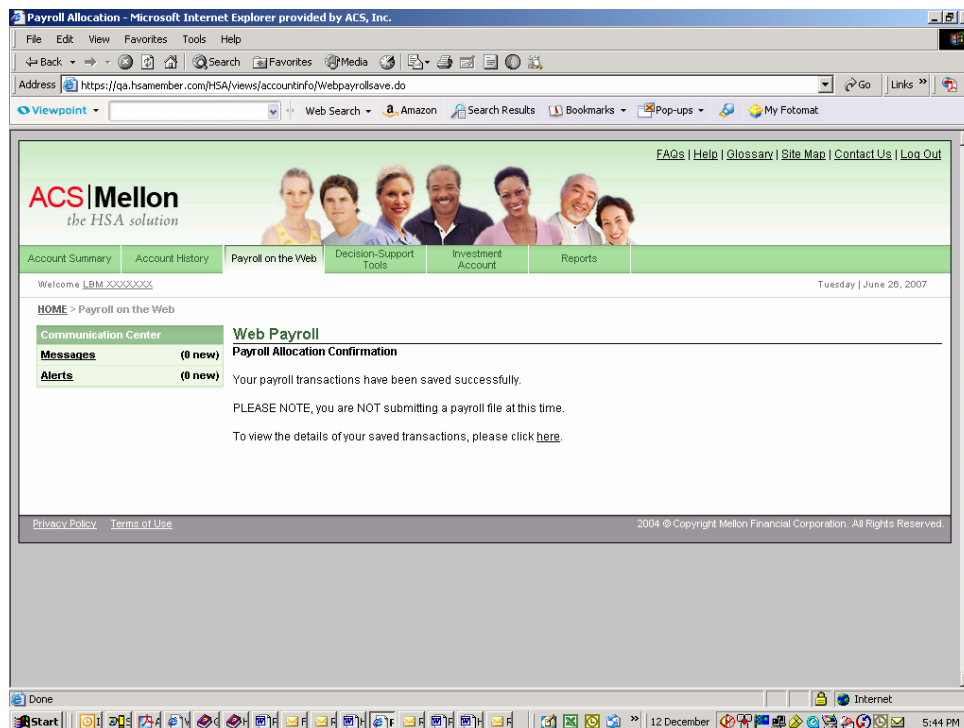 Payroll Allocation - Microsoft Internet Explorer provided by ACS, Inc.
File Edit View Favorites Tools Help
Back Search Favorites Media
Address https://qa.hsamember.com/HSA/views/accountinfo/Webpayrollsave.do Go Links »
Viewpoint Web Search Amazon Search Results Bookmarks Pop-ups My Fotomat
FAQs | Help | Glossary | Site Map | Contact Us | Log Out
ACS|Mellon
the HSA solution
Account Summary Account History Payroll on the Web Decision-Support Tools Investment Account Reports
Welcome LBM XXXXXXX Tuesday | June 26, 2007
HOME > Payroll on the Web
Communication Center
Messages (0 new)
Alerts (0 new)
Web Payroll
Payroll Allocation Confirmation
Your payroll transactions have been saved successfully.
PLEASE NOTE, you are NOT submitting a payroll file at this time.
To view the details of your saved transactions, please click here.
Privacy Policy Terms of Use 2004 © Copyright Mellon Financial Corporation. All Rights Reserved.
Done Internet
Start » 12 December 5:44 PM